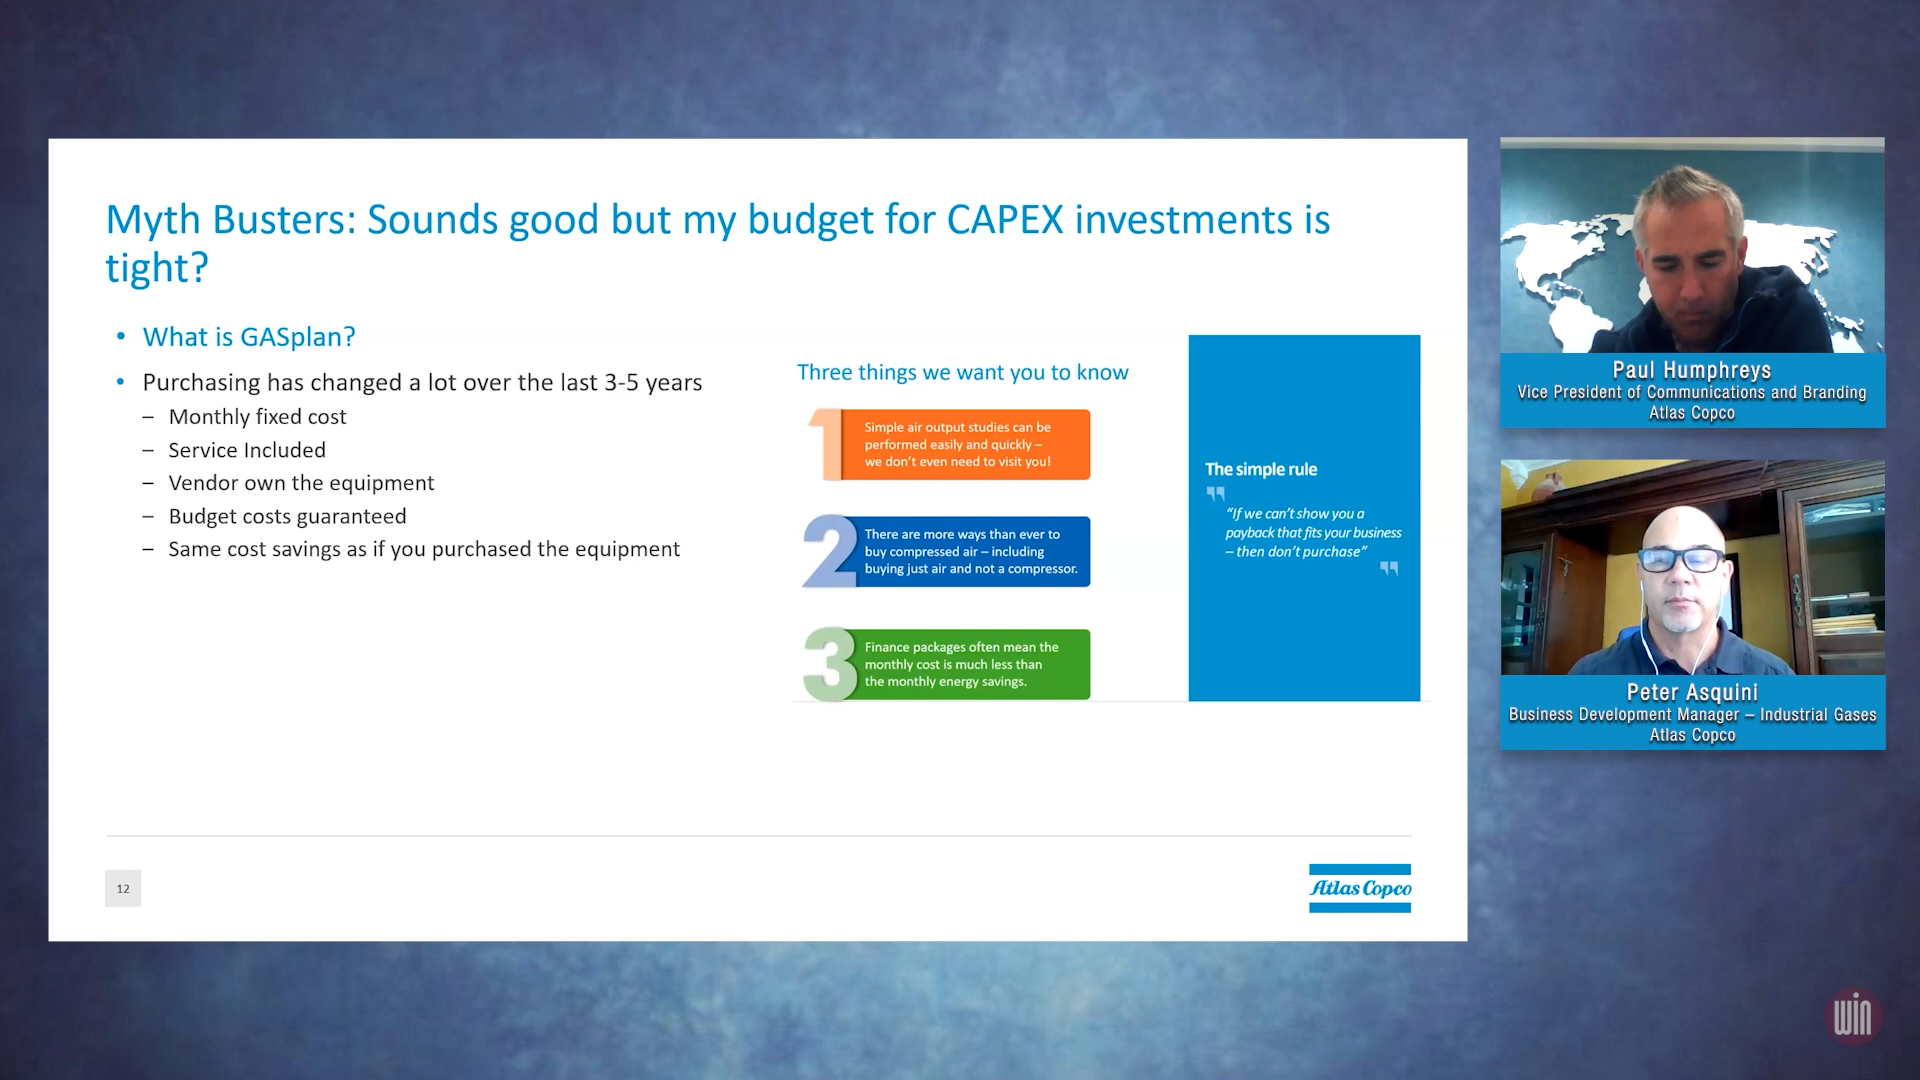 Myth Busters: Sounds good but my budget for CAPEX investments is
tight?
• What is GASplan?
• Purchasing has changed a lot over the last 3-5 years
– Monthly fixed cost
– Service Included
– Vendor own the equipment
– Budget costs guaranteed
– Same cost savings as if you purchased the equipment
Three things we want you to know
1
Simple air output studies can be
performed easily and quickly –
we don't even need to visit you!
2
There are more ways than ever to
buy compressed air – including
buying just air and not a compressor.
3
Finance packages often mean the
monthly cost is much less than
the monthly energy savings.
The simple rule
“If we can’t show you a
payback that fits your business
– then don’t purchase”
12
Atlas Copco
Paul Humphreys
Vice President of Communications and Branding
Atlas Copco
Peter Asquini
Business Development Manager – Industrial Gases
Atlas Copco
win